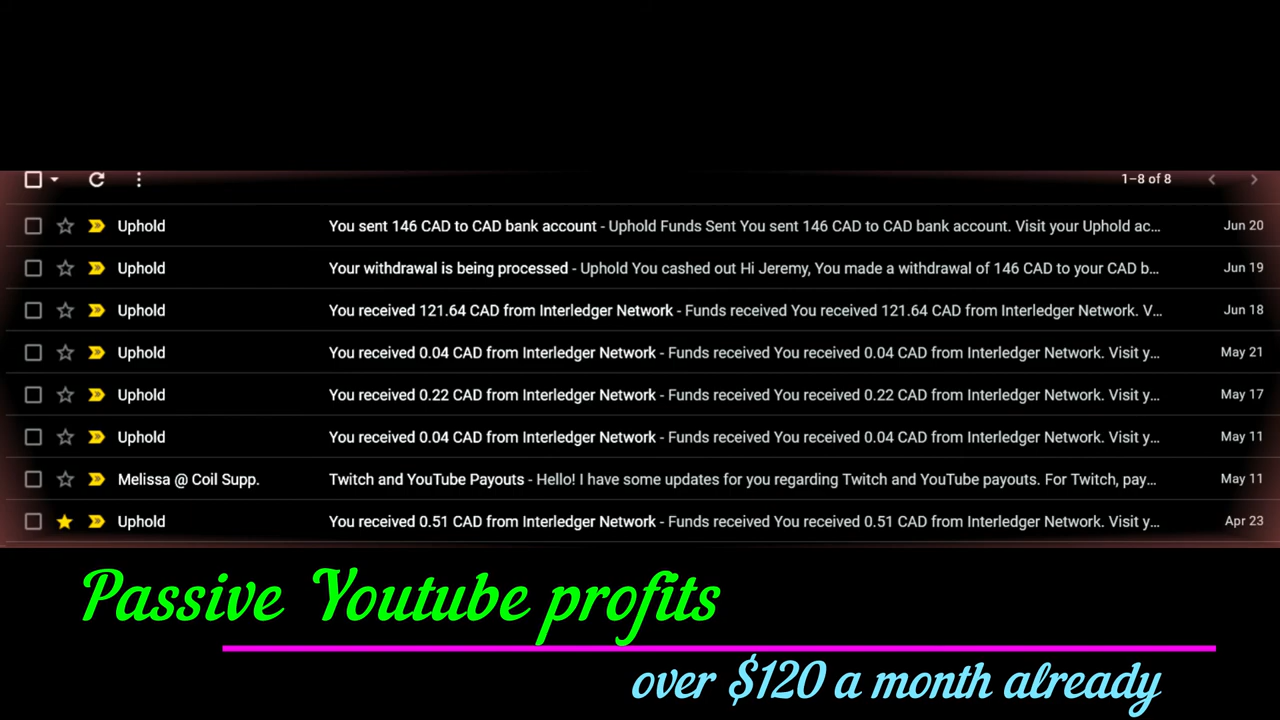 1–8 of 8
Uphold You sent 146 CAD to CAD bank account - Uphold Funds Sent You sent 146 CAD to CAD bank account. Visit your Uphold ac... Jun 20
Uphold Your withdrawal is being processed - Uphold You cashed out Hi Jeremy, You made a withdrawal of 146 CAD to your CAD b... Jun 19
Uphold You received 121.64 CAD from Interledger Network - Funds received You received 121.64 CAD from Interledger Network. V... Jun 18
Uphold You received 0.04 CAD from Interledger Network - Funds received You received 0.04 CAD from Interledger Network. Visit y... May 21
Uphold You received 0.22 CAD from Interledger Network - Funds received You received 0.22 CAD from Interledger Network. Visit y... May 17
Uphold You received 0.04 CAD from Interledger Network - Funds received You received 0.04 CAD from Interledger Network. Visit y... May 11
Melissa @ Coil Supp. Twitch and YouTube Payouts - Hello! I have some updates for you regarding Twitch and YouTube payouts. For Twitch, pay... May 11
Uphold You received 0.51 CAD from Interledger Network - Funds received You received 0.51 CAD from Interledger Network. Visit y... Apr 23
Passive Youtube profits
over $120 a month already